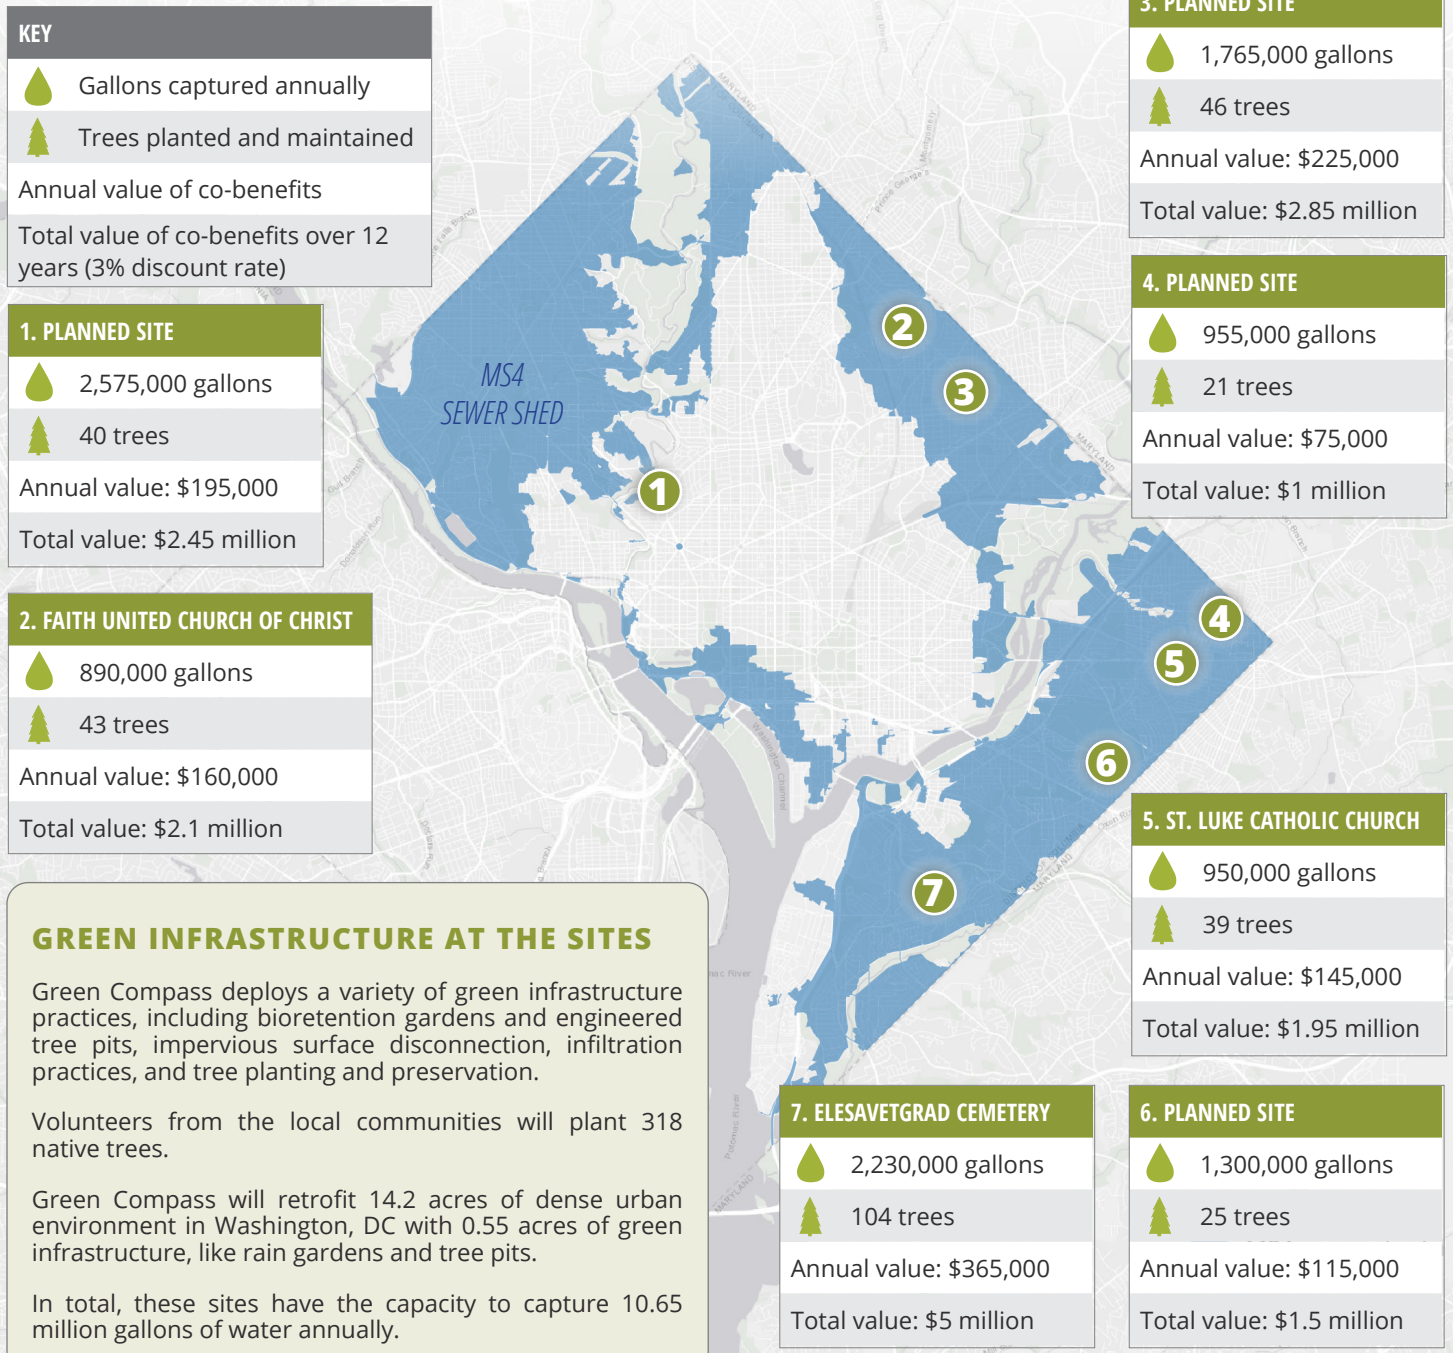 KEY
Gallons captured annually
Trees planted and maintained
Annual value of co-benefits
Total value of co-benefits over 12
years (3% discount rate)
1. PLANNED SITE
2,575,000 gallons
40 trees
Annual value: $195,000
Total value: $2.45 million
2. FAITH UNITED CHURCH OF CHRIST
890,000 gallons
43 trees
Annual value: $160,000
Total value: $2.1 million
3. PLANNED SITE
1,765,000 gallons
46 trees
Annual value: $225,000
Total value: $2.85 million
4. PLANNED SITE
955,000 gallons
21 trees
Annual value: $75,000
Total value: $1 million
5. ST. LUKE CATHOLIC CHURCH
950,000 gallons
39 trees
Annual value: $145,000
Total value: $1.95 million
7. ELESAVETGRAD CEMETERY
2,230,000 gallons
104 trees
Annual value: $365,000
Total value: $5 million
6. PLANNED SITE
1,300,000 gallons
25 trees
Annual value: $115,000
Total value: $1.5 million
MS4
SEWER SHED
1
2
3
4
5
6
7
MARYLAND
Montgomery
Prince George's
MARYLAND
Washington Channel
MARYLAND
Potomac River
MARYLAND
GREEN INFRASTRUCTURE AT THE SITES
Green Compass deploys a variety of green infrastructure
practices, including bioretention gardens and engineered
tree pits, impervious surface disconnection, infiltration
practices, and tree planting and preservation.
Volunteers from the local communities will plant 318
native trees.
Green Compass will retrofit 14.2 acres of dense urban
environment in Washington, DC with 0.55 acres of green
infrastructure, like rain gardens and tree pits.
In total, these sites have the capacity to capture 10.65
million gallons of water annually.